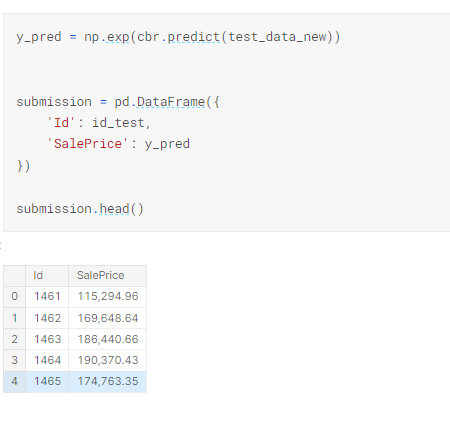 y_pred = np.exp(cbr.predict(test_data_new))
submission = pd.DataFrame({
'Id': id_test,
'SalePrice': y_pred
})
submission.head()
Id SalePrice
0 1461 115,294.96
1 1462 169,648.64
2 1463 186,440.66
3 1464 190,370.43
4 1465 174,763.35